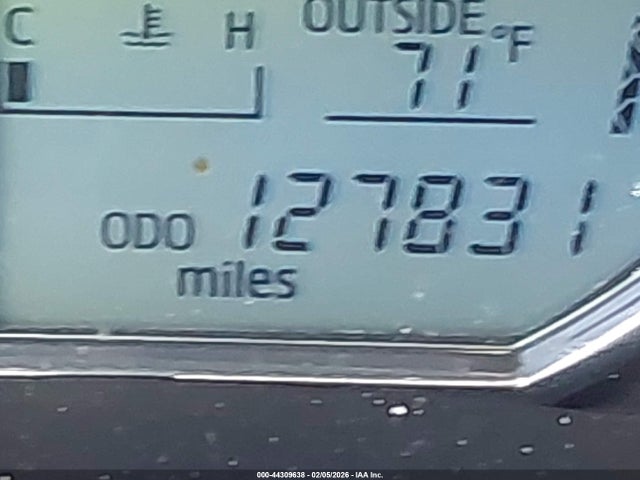 C H OUTSIDE °F
71
ODO 127831
miles
000-44309638 - 02/05/2026 - IAA Inc.